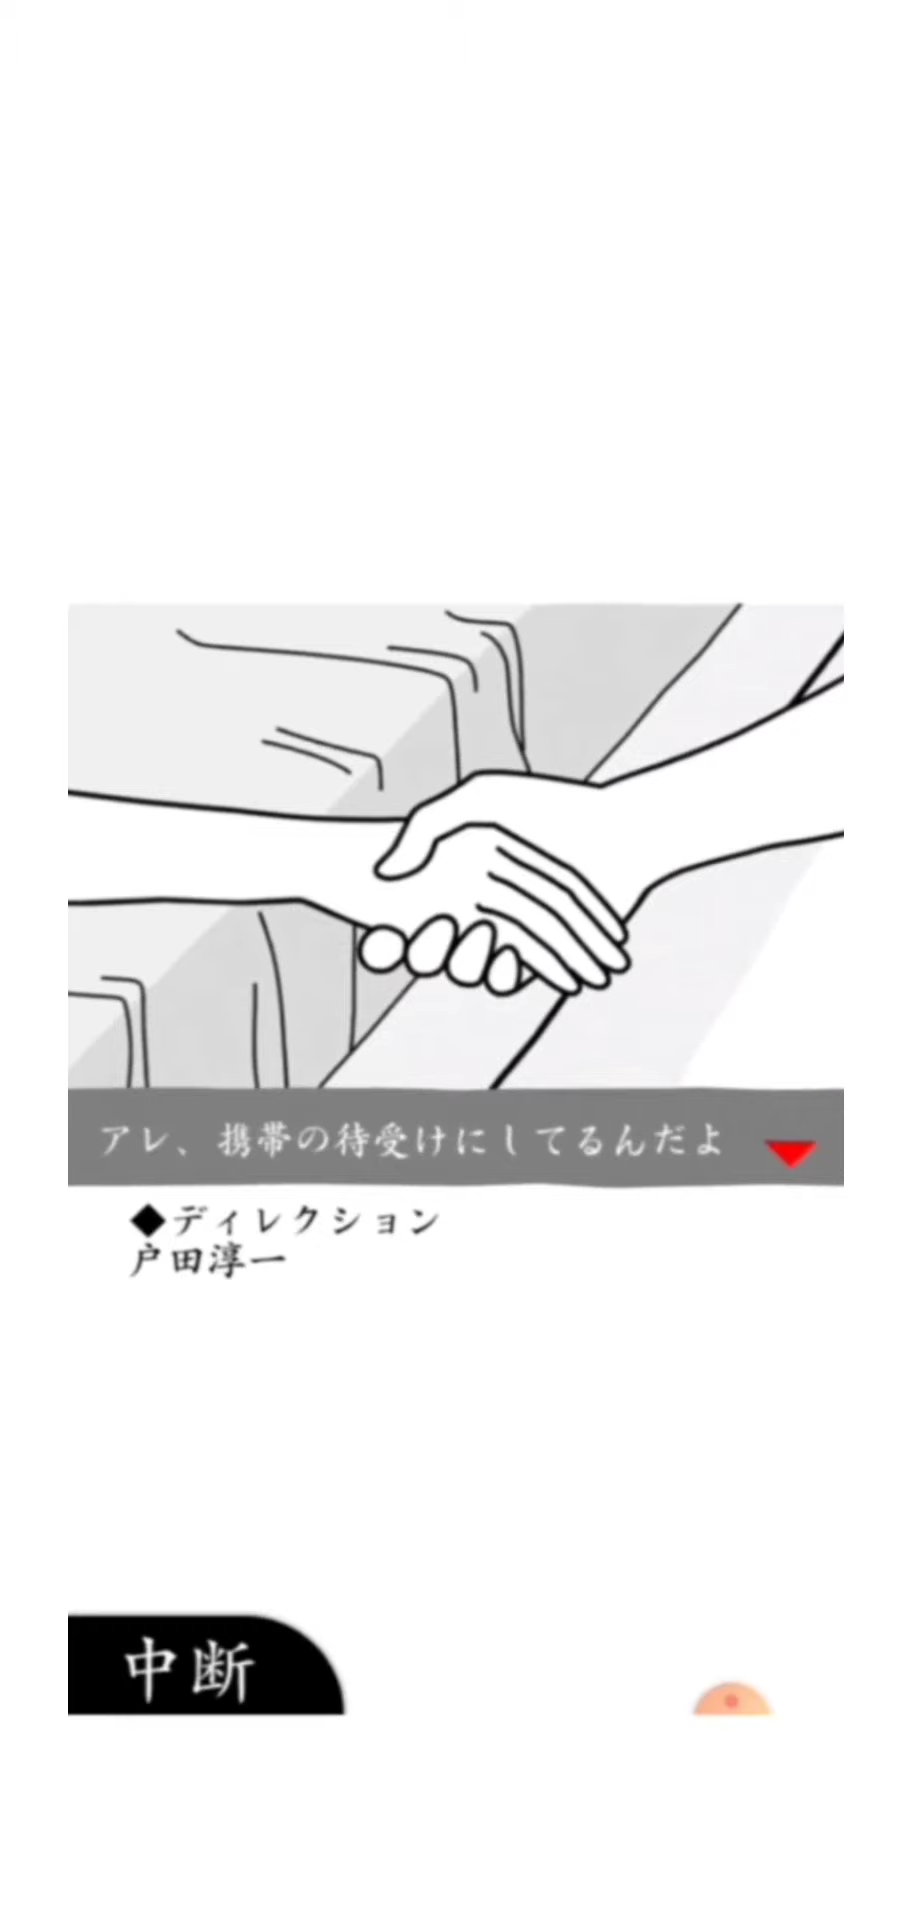 アレ、携帯の待受けにしてるんだよ
◆ディレクション
戸田淳一
中断